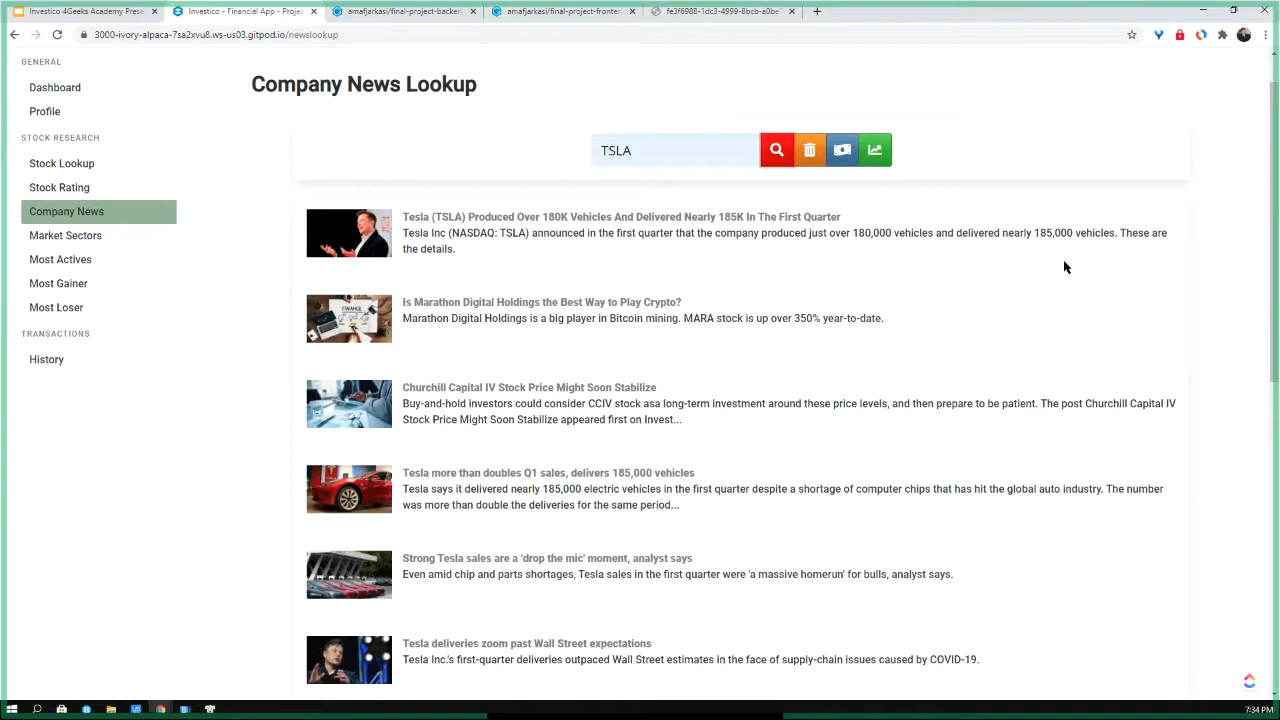 Investico 4Geeks Academy Prese
Investico - Financial App - Projec
amafjarkasi/final-project-backen
amafjarkasi/final-project-fronten
fe3f6988-1dc3-4999-8bcb-a0be
3000-ivory-alpaca-7sa2xvu8.ws-us03.gitpod.io/newslookup
GENERAL
Dashboard
Profile
STOCK RESEARCH
Stock Lookup
Stock Rating
Company News
Market Sectors
Most Actives
Most Gainer
Most Loser
TRANSACTIONS
History
Company News Lookup
TSLA
Tesla (TSLA) Produced Over 180K Vehicles And Delivered Nearly 185K In The First Quarter
Tesla Inc (NASDAQ: TSLA) announced in the first quarter that the company produced just over 180,000 vehicles and delivered nearly 185,000 vehicles. These are
the details.
Is Marathon Digital Holdings the Best Way to Play Crypto?
Marathon Digital Holdings is a big player in Bitcoin mining. MARA stock is up over 350% year-to-date.
FINANCE
Churchill Capital IV Stock Price Might Soon Stabilize
Buy-and-hold investors could consider CCIV stock asa long-term investment around these price levels, and then prepare to be patient. The post Churchill Capital IV
Stock Price Might Soon Stabilize appeared first on Invest...
Tesla more than doubles Q1 sales, delivers 185,000 vehicles
Tesla says it delivered nearly 185,000 electric vehicles in the first quarter despite a shortage of computer chips that has hit the global auto industry. The number
was more than double the deliveries for the same period...
Strong Tesla sales are a 'drop the mic' moment, analyst says
Even amid chip and parts shortages, Tesla sales in the first quarter were 'a massive homerun' for bulls, analyst says.
Tesla deliveries zoom past Wall Street expectations
Tesla Inc.'s first-quarter deliveries outpaced Wall Street estimates in the face of supply-chain issues caused by COVID-19.
7:34 PM